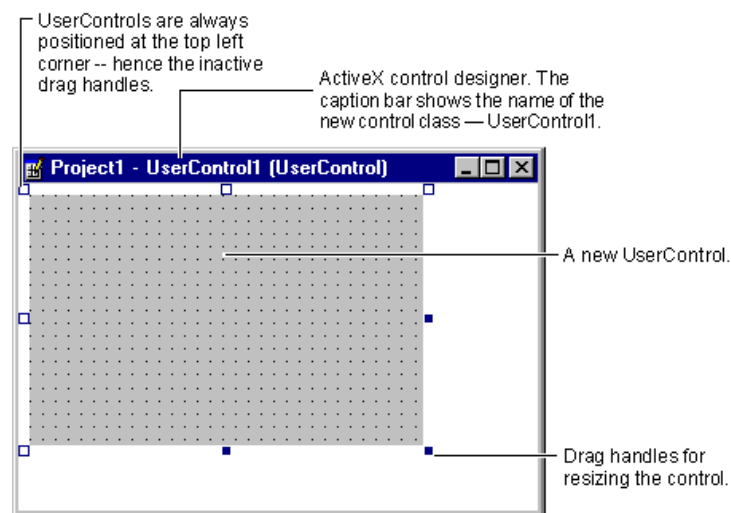 UserControls are always
positioned at the top left
corner -- hence the inactive
drag handles.
ActiveX control designer. The
caption bar shows the name of the
new control class — UserControl1.
Project1 - UserControl1 (UserControl)
A new UserControl.
Drag handles for
resizing the control.